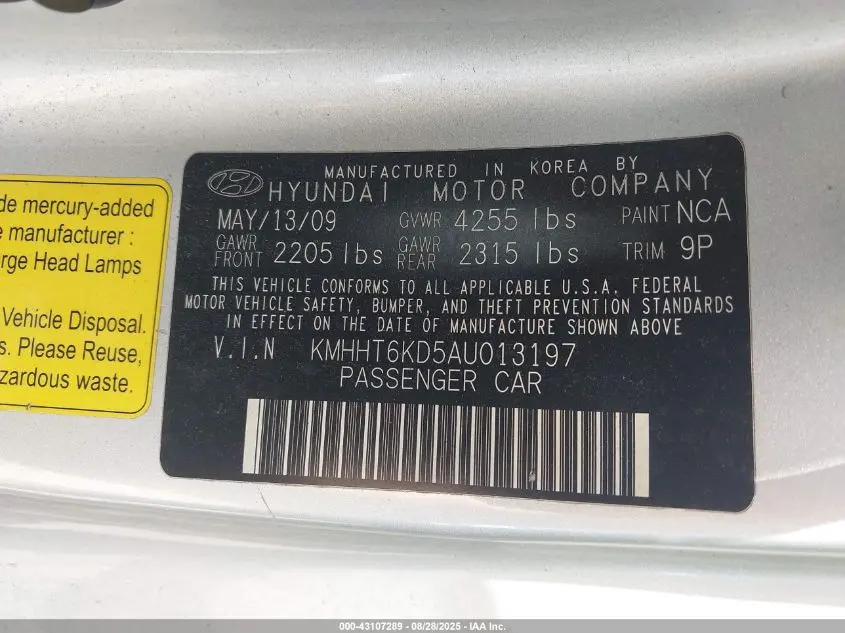 de mercury-added
e manufacturer :
rge Head Lamps
Vehicle Disposal.
s. Please Reuse,
zardous waste.
MANUFACTURED IN KOREA BY
HYUNDAI MOTOR COMPANY
MAY/13/09 GVWR 4255 lbs PAINT NCA
GAWR FRONT 2205 lbs GAWR REAR 2315 lbs TRIM 9P
THIS VEHICLE CONFORMS TO ALL APPLICABLE U.S.A. FEDERAL
MOTOR VEHICLE SAFETY, BUMPER, AND THEFT PREVENTION STANDARDS
IN EFFECT ON THE DATE OF MANUFACTURE SHOWN ABOVE
V.I.N KMHHT6KD5AU013197
PASSENGER CAR
000-43107289 | 08/28/2025 - IAA Inc.